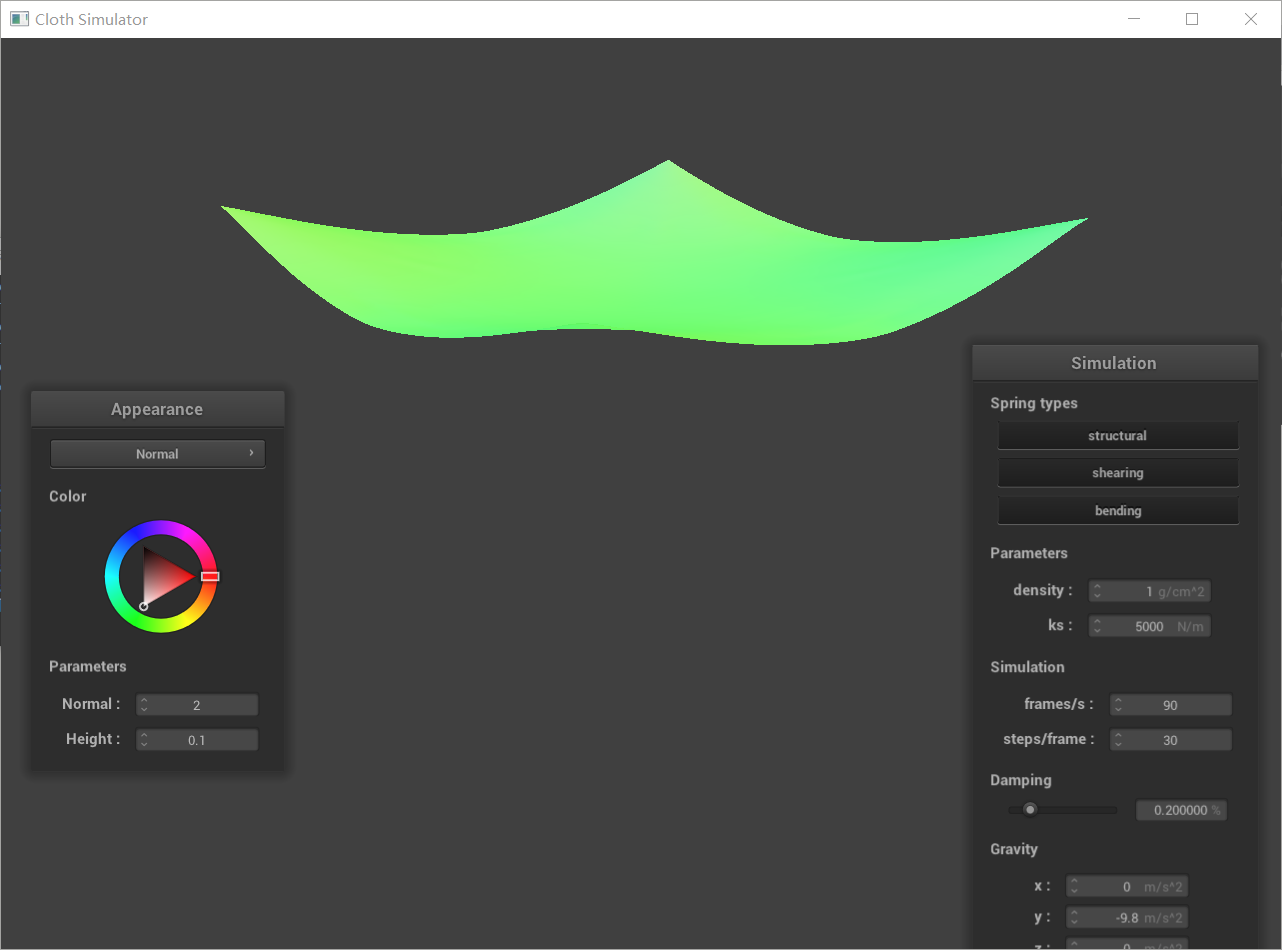 Cloth Simulator
Appearance
Normal
Color
Parameters
Normal : 2
Height : 0.1
Simulation
Spring types
structural
shearing
bending
Parameters
density : 1 g/cm^2
ks : 5000 N/m
Simulation
frames/s : 90
steps/frame : 30
Damping
0.200000 %
Gravity
x : 0 m/s^2
y : -9.8 m/s^2